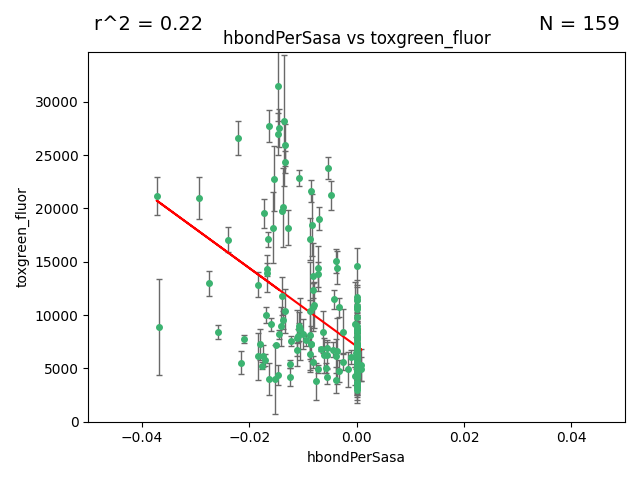 r^2 = 0.22
N = 159
hbondPerSasa vs toxgreen_fluor
toxgreen_fluor
30000
25000
20000
15000
10000
5000
0
−0.04
−0.02
0.00
0.02
0.04
hbondPerSasa